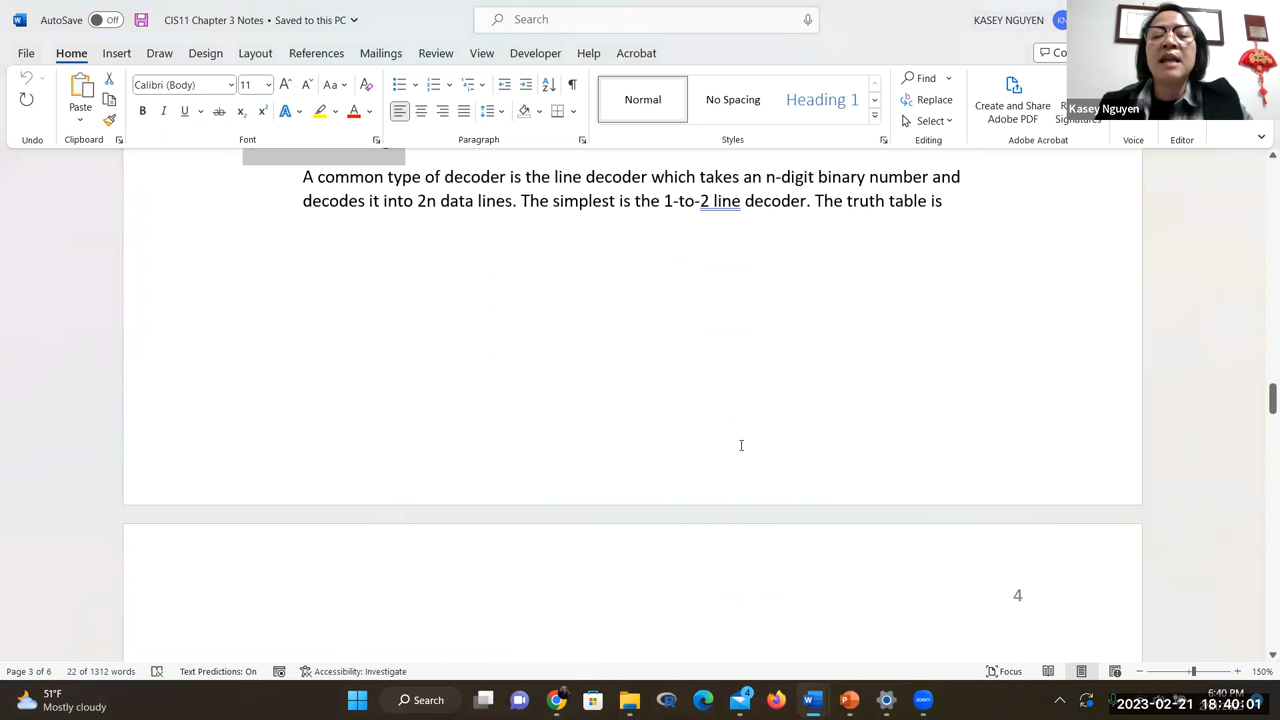 AutoSave Off CIS11 Chapter 3 Notes • Saved to this PC Search KASEY NGUYEN
File Home Insert Draw Design Layout References Mailings Review View Developer Help Acrobat
Calibri (Body) 11 Aa A Normal No Spacing Heading 1 Find
Paste Replace Create and Share
B I U ab x₂ x² A A Select Adobe PDF
Kasey Nguyen
Undo Clipboard Font Paragraph Styles Editing Adobe Acrobat Voice Editor
A common type of decoder is the line decoder which takes an n-digit binary number and
decodes it into 2n data lines. The simplest is the 1-to-2 line decoder. The truth table is
4
Page 3 of 6 22 of 1312 words Text Predictions: On Accessibility: Investigate Focus 150%
51°F
Mostly cloudy
Search
4
6:40 PM
2023-02-21 18:40:01